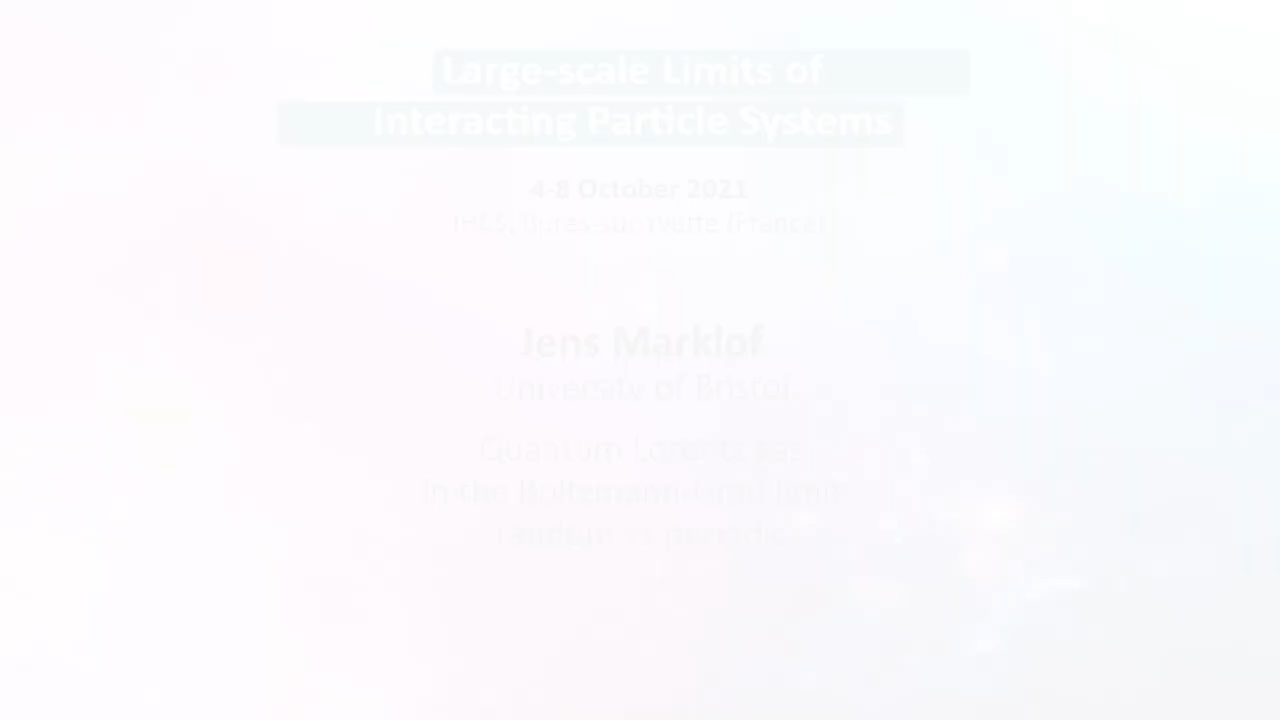 Large-scale Limits of
Interacting Particle Systems
4-8 October 2021
IHES, Bures-sur-Yvette (France)
Jens Marklof
University of Bristol
Quantum Lorentz gas
in the Boltzmann-Grad limit
random vs periodic